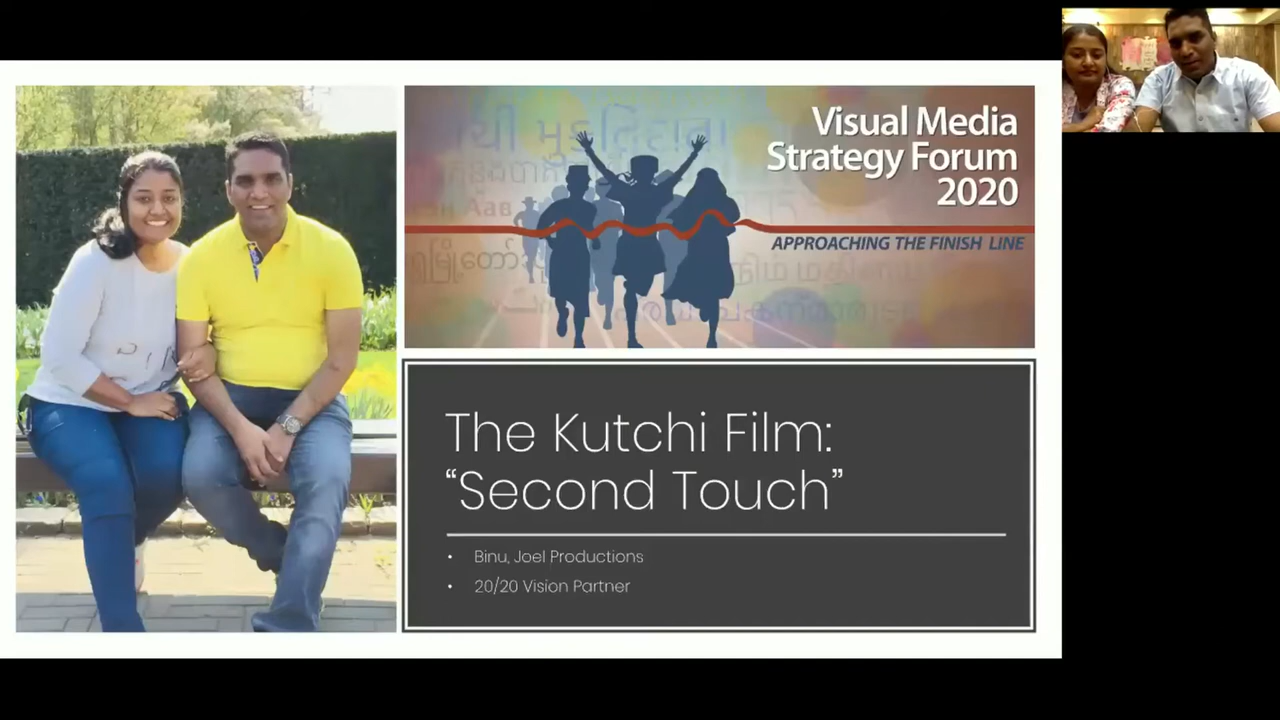 Visual Media
Strategy Forum
2020
APPROACHING THE FINISH LINE
The Kutchi Film:
“Second Touch”
• Binu, Joel Productions
• 20/20 Vision Partner